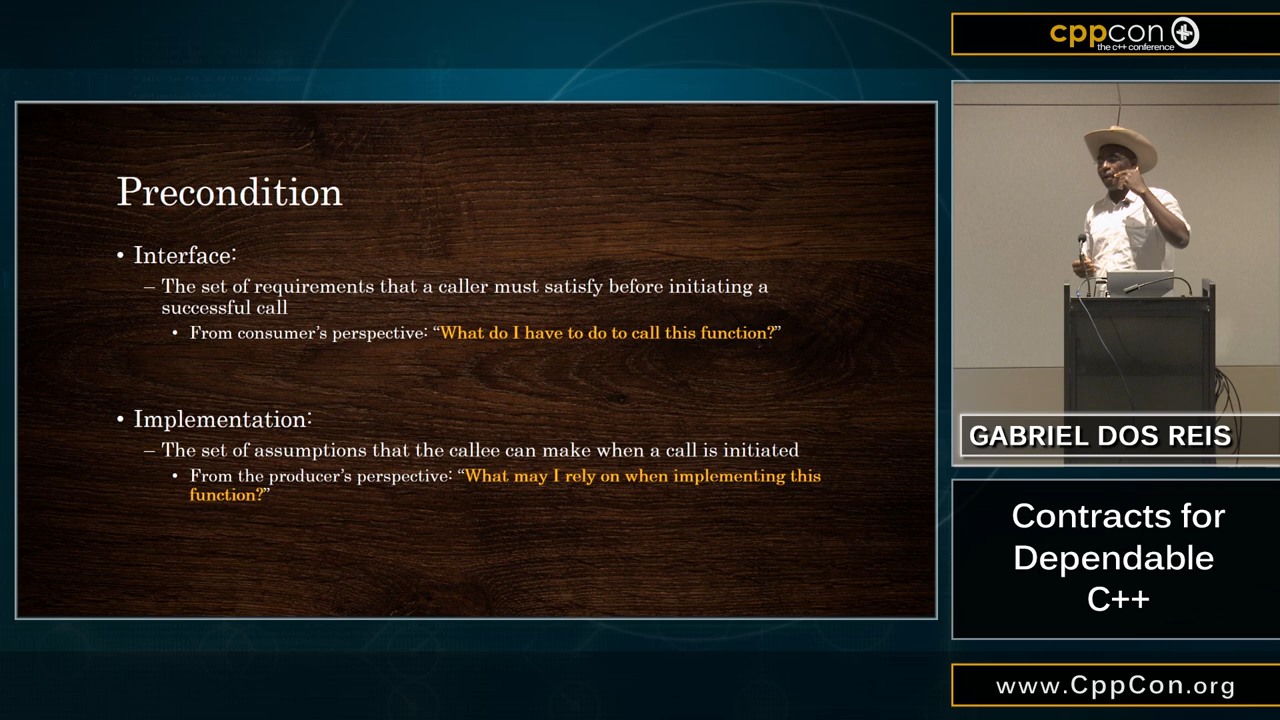 Precondition
• Interface:
– The set of requirements that a caller must satisfy before initiating a
successful call
• From consumer’s perspective: “What do I have to do to call this function?”
• Implementation:
– The set of assumptions that the callee can make when a call is initiated
• From the producer’s perspective: “What may I rely on when implementing this
function?”
cppcon
the c++ conference
GABRIEL DOS REIS
Contracts for
Dependable
C++
www.CppCon.org